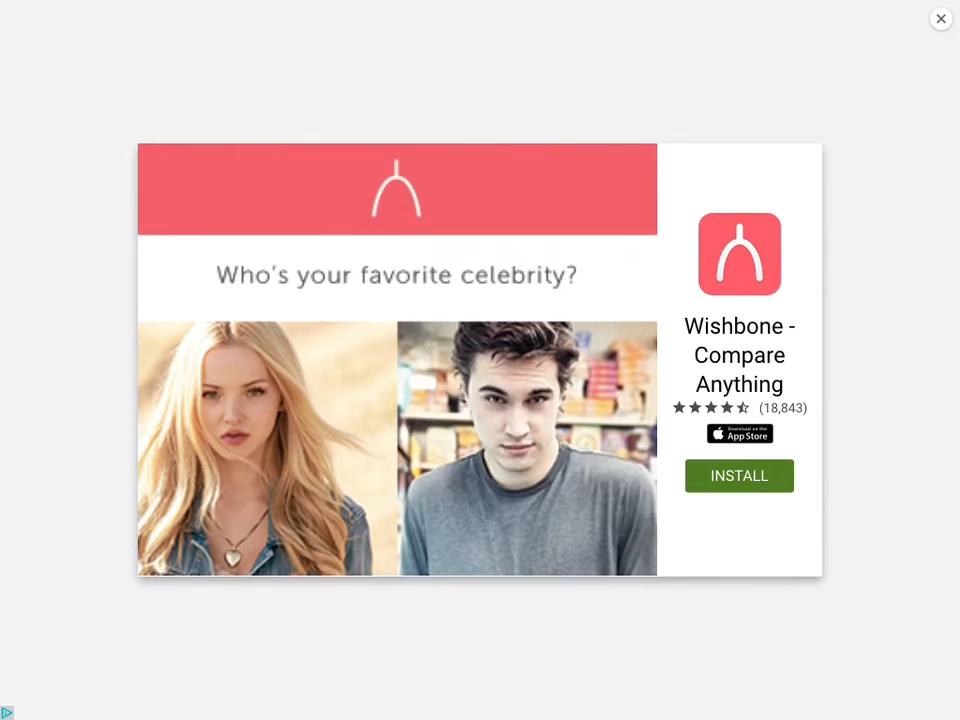 Who's your favorite celebrity?
Wishbone -
Compare
Anything
(18,843)
Download on the
App Store
INSTALL